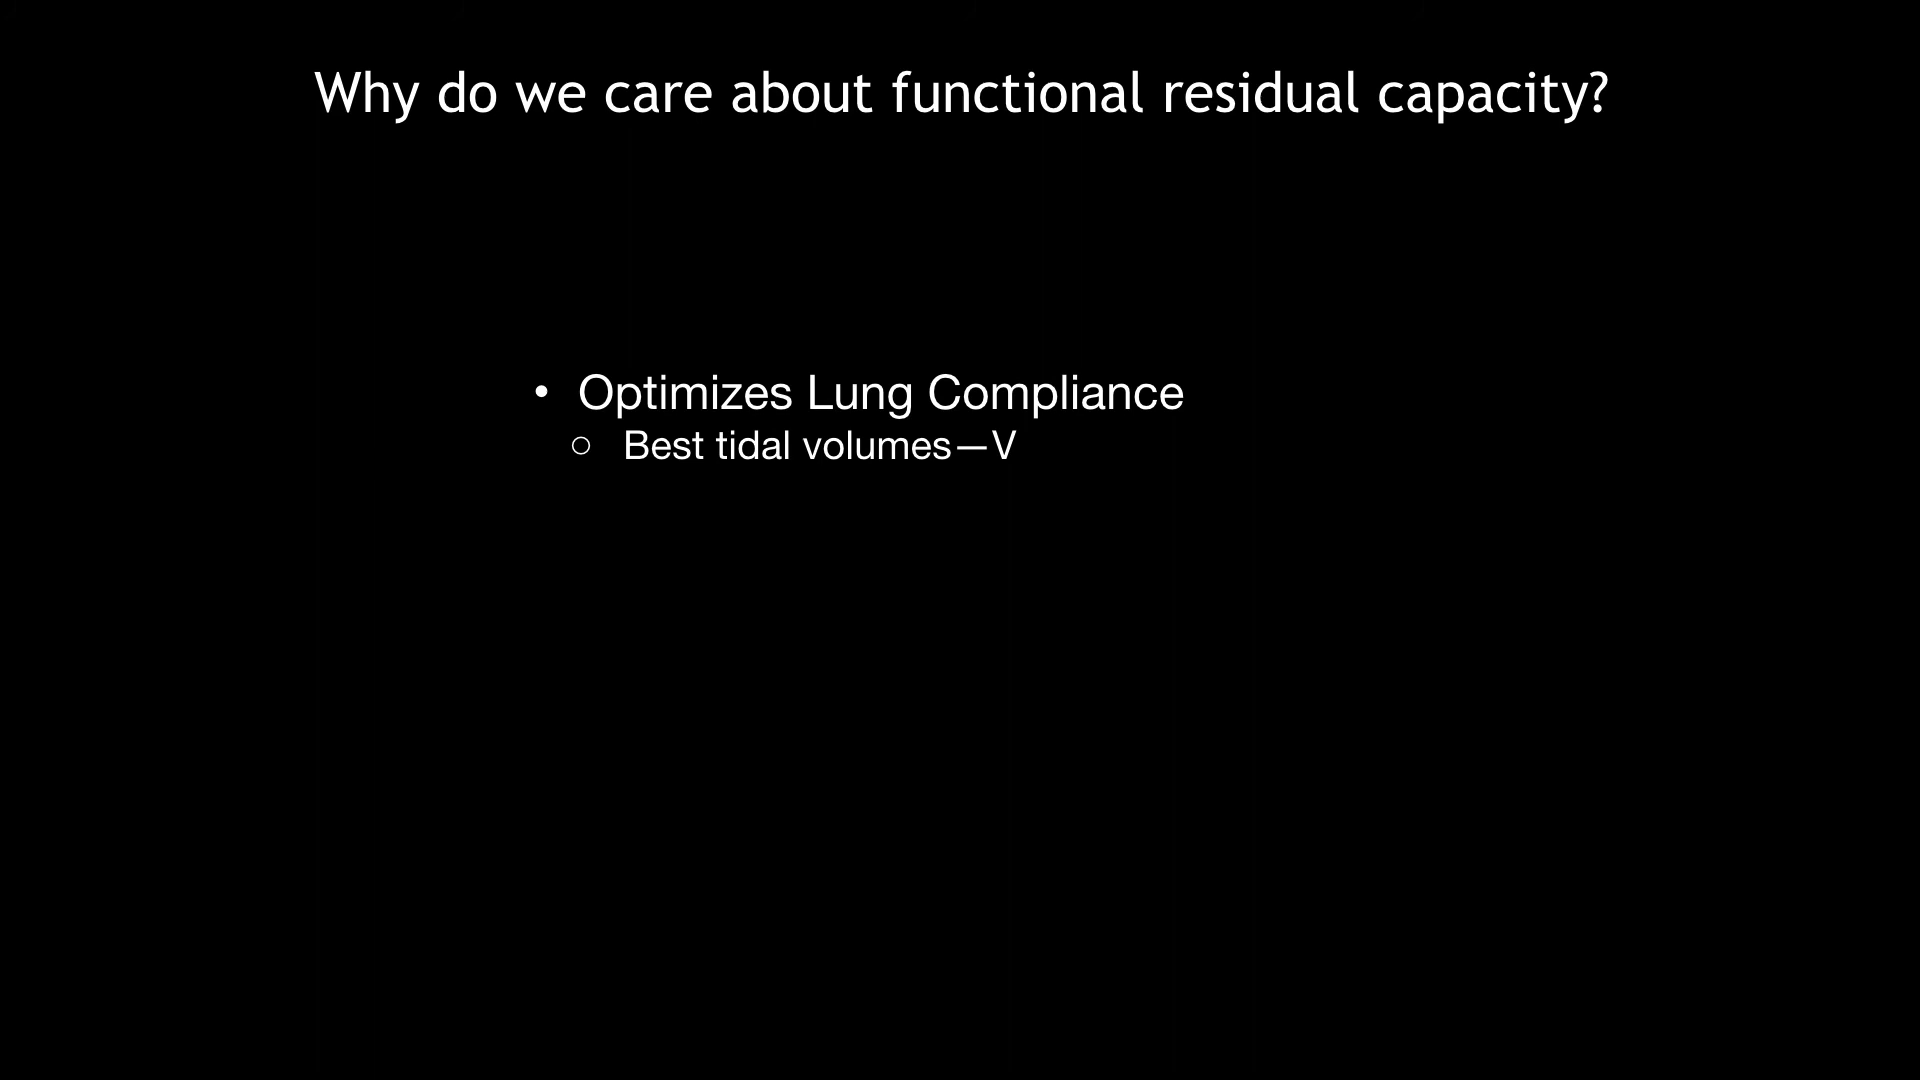 Why do we care about functional residual capacity?
• Optimizes Lung Compliance
○ Best tidal volumes—V